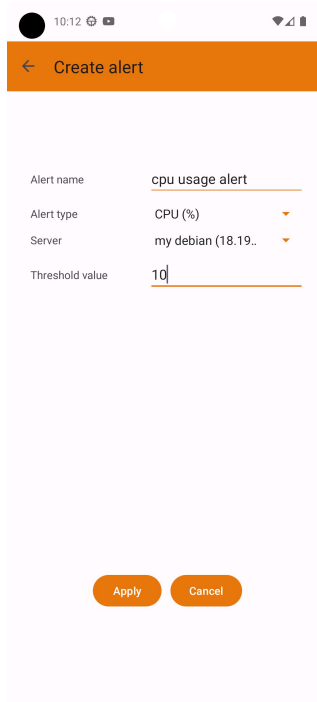 10:12
Create alert
Alert name cpu usage alert
Alert type CPU (%)
Server my debian (18.19..
Threshold value 10
Apply Cancel